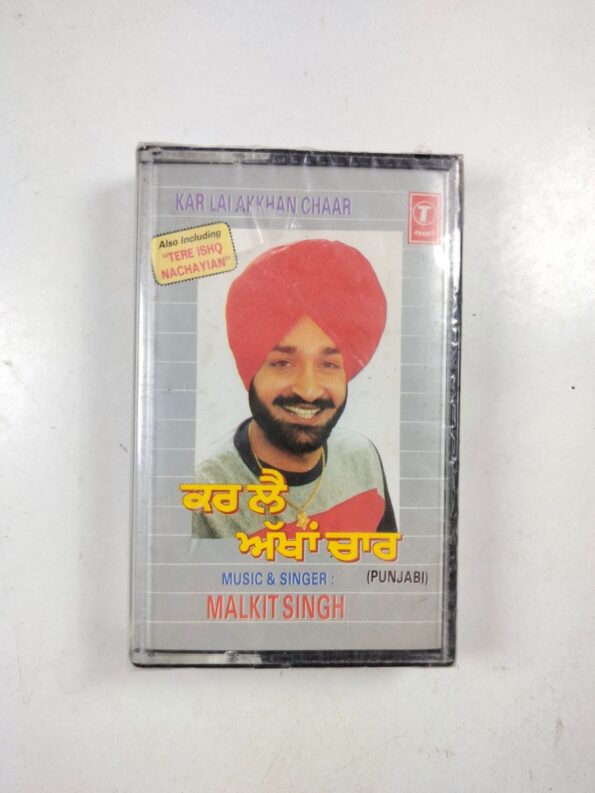 KAR LAI AKKHAN CHAAR
T
SERIES
Also Including
"TERE ISHQ
NACHAYIAN"
ਕਰ ਲੈ
ਅੱਖਾਂ ਚਾਰ
(PUNJABI)
MUSIC & SINGER :
MALKIT SINGH